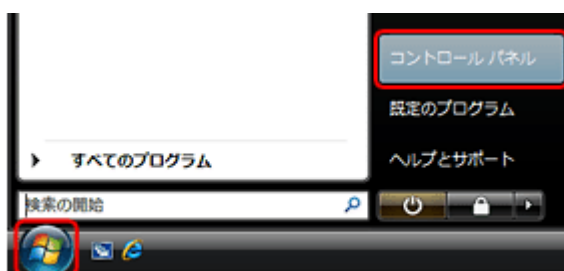 コントロール パネル
既定のプログラム
すべてのプログラム
ヘルプとサポート
検索の開始